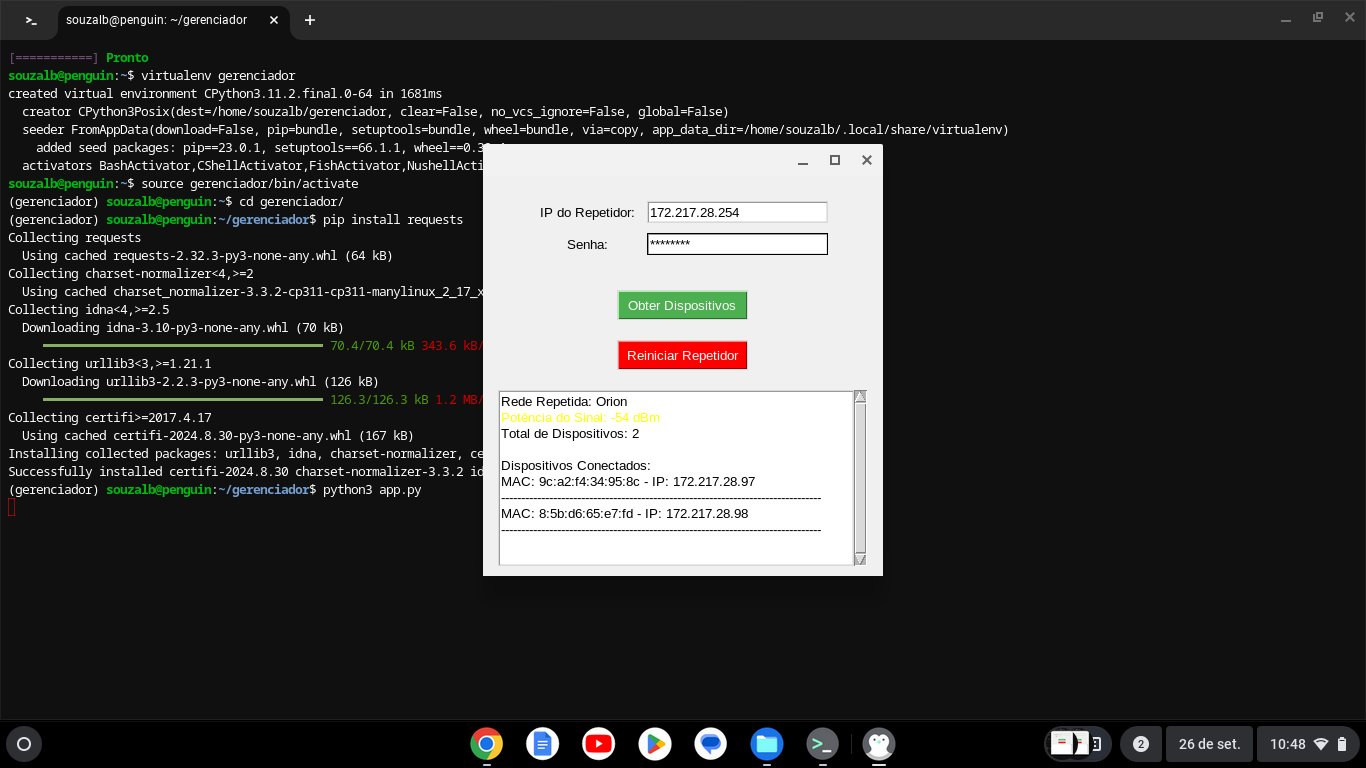 souzalb@penguin: ~/gerenciador
[===========] Pronto
souzalb@penguin:~$ virtualenv gerenciador
created virtual environment CPython3.11.2.final.0-64 in 1681ms
creator CPython3Posix(dest=/home/souzalb/gerenciador, clear=False, no_vcs_ignore=False, global=False)
seeder FromAppData(download=False, pip=bundle, setuptools=bundle, wheel=bundle, via=copy, app_data_dir=/home/souzalb/.local/share/virtualenv)
added seed packages: pip==23.0.1, setuptools==66.1.1,
activators BashActivator,CShellActivator,FishActivator,
souzalb@penguin:~$ source gerenciador/bin/activate
(gerenciador) souzalb@penguin:~$ cd gerenciador/
(gerenciador) souzalb@penguin:~/gerenciador$ pip install requests
Collecting requests
Using cached requests-2.32.3-py3-none-any.whl (64 kB)
Collecting charset-normalizer<4,>=2
Using cached charset_normalizer-3.3.2-cp311-cp311-manylinux_2_17_x
Collecting idna<4,>=2.5
Downloading idna-3.10-py3-none-any.whl (70 kB)
70.4/70.4 kB 343.6 kB/
Collecting urllib3<3,>=1.21.1
Downloading urllib3-2.2.3-py3-none-any.whl (126 kB)
126.3/126.3 kB 1.2 MB/
Collecting certifi>=2017.4.17
Using cached certifi-2024.8.30-py3-none-any.whl (167 kB)
Installing collected packages: urllib3, idna, charset-normalizer, ce
Successfully installed certifi-2024.8.30 charset-normalizer-3.3.2 id
(gerenciador) souzalb@penguin:~/gerenciador$ python3 app.py
IP do Repetidor: 172.217.28.254
Senha: ********
Obter Dispositivos
Reiniciar Repetidor
Rede Repetida: Orion
Potência do Sinal: -54 dBm
Total de Dispositivos: 2
Dispositivos Conectados:
MAC: 9c:a2:f4:34:95:8c - IP: 172.217.28.97
--------------------------------------------------------------------------------
MAC: 8:5b:d6:65:e7:fd - IP: 172.217.28.98
--------------------------------------------------------------------------------
2
26 de set.
10:48